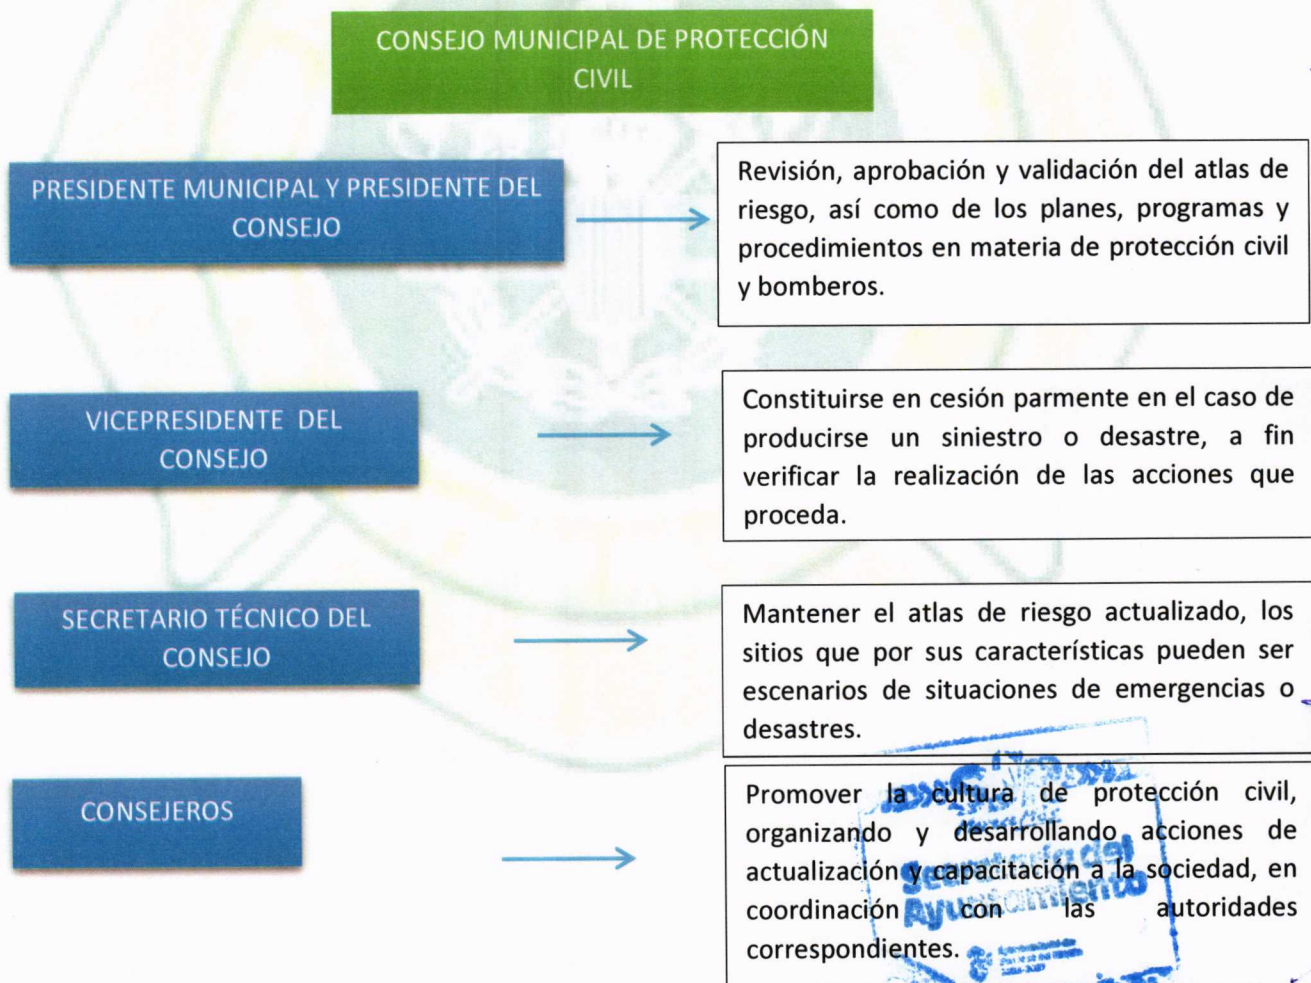 CONSEJO MUNICIPAL DE PROTECCIÓN
CIVIL
PRESIDENTE MUNICIPAL Y PRESIDENTE DEL
CONSEJO
Revisión, aprobación y validación del atlas de
riesgo, así como de los planes, programas y
procedimientos en materia de protección civil
y bomberos.
VICEPRESIDENTE DEL
CONSEJO
Constituirse en cesión parmente en el caso de
producirse un siniestro o desastre, a fin
verificar la realización de las acciones que
proceda.
SECRETARIO TÉCNICO DEL
CONSEJO
Mantener el atlas de riesgo actualizado, los
sitios que por sus características pueden ser
escenarios de situaciones de emergencias o
desastres.
CONSEJEROS
Promover la cultura de protección civil,
organizando y desarrollando acciones de
actualización y capacitación a la sociedad, en
coordinación con las autoridades
correspondientes.
Secretaría del
Ayuntamiento